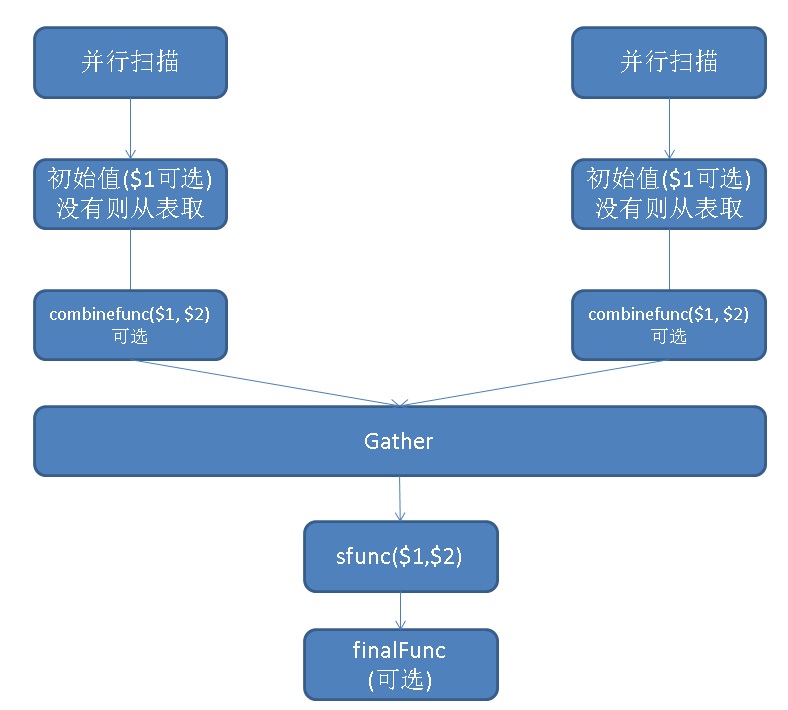 并行扫描
并行扫描
初始值($1可选)
没有则从表取
初始值($1可选)
没有则从表取
combinefunc($1, $2)
可选
combinefunc($1, $2)
可选
Gather
sfunc($1,$2)
finalFunc
(可选)